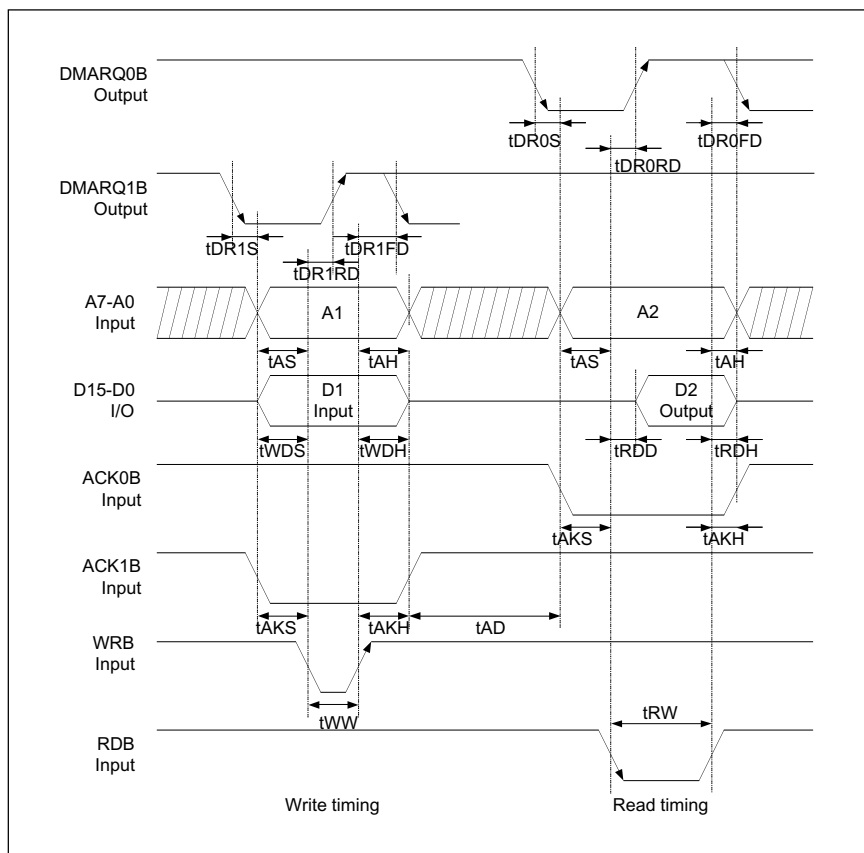 DMARQ0B
Output
tDR0S
tDR0FD
tDR0RD
DMARQ1B
Output
tDR1S
tDR1FD
tDR1RD
A7-A0
Input
A1
A2
tAS
tAH
tAS
tAH
D15-D0
I/O
D1
Input
D2
Output
tWDS
tWDH
tRDD
tRDH
ACK0B
Input
tAKS
tAKH
ACK1B
Input
tAKS
tAKH
tAD
WRB
Input
tWW
tRW
RDB
Input
Write timing
Read timing